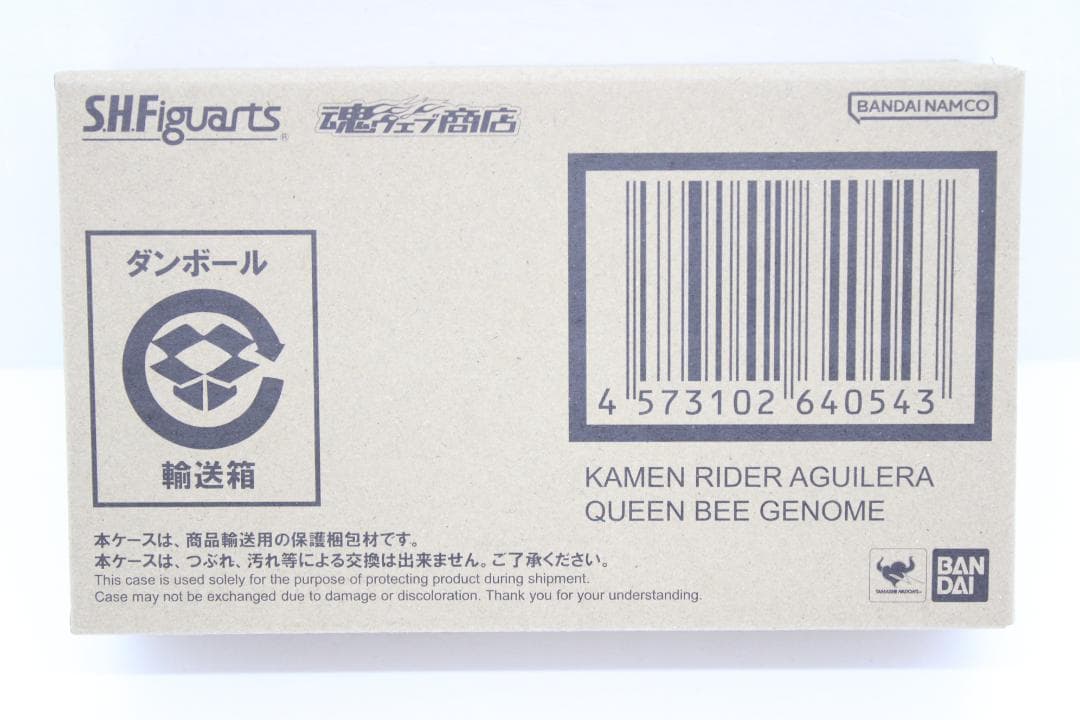 S.H.Figuarts®
魂ウェブ商店
BANDAI NAMCO
ダンボール
輸送箱
4 573102 640543
KAMEN RIDER AGUILERA
QUEEN BEE GENOME
本ケースは、商品輸送用の保護梱包材です。
本ケースは、つぶれ、汚れ等による交換は出来ません。ご了承ください。
This case is used solely for the purpose of protecting product during shipment.
Case may not be exchanged due to damage or discoloration. Thank you for your understanding.
TAMASHII NATIONS
BAN
DAI